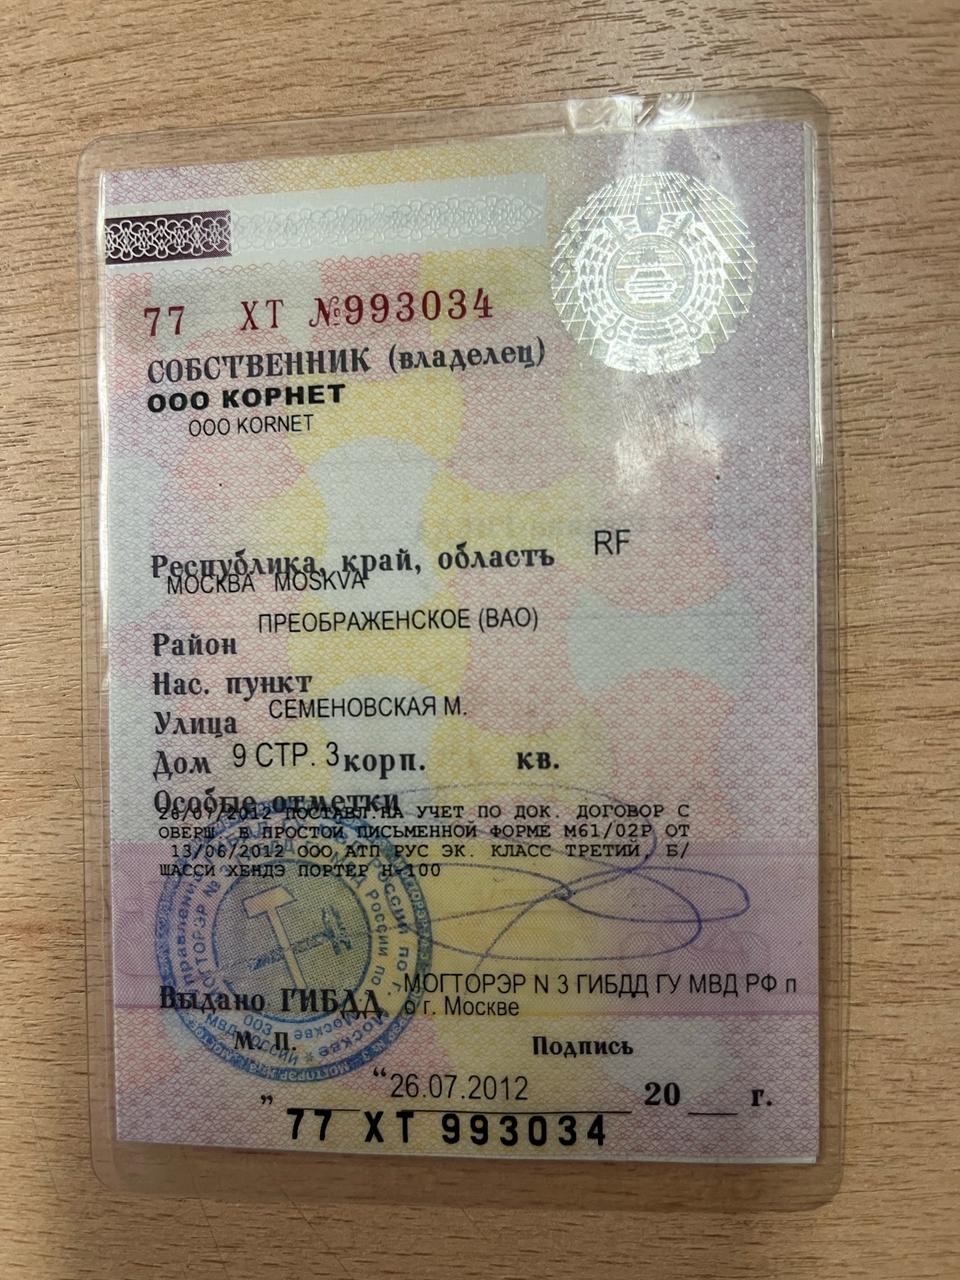 77 ХТ №993034
СОБСТВЕННИК (владелец)
ООО КОРНЕТ
OOO KORNET
Республика, край, область RF
МОСКВА MOSKVA
ПРЕОБРАЖЕНСКОЕ (ВАО)
Район
Нас. пункт
Улица СЕМЕНОВСКАЯ М.
Дом 9 СТР. 3 корп. кв.
Особые отметки
26/07/2012 ПОСТАВЛ.НА УЧЕТ ПО ДОК. ДОГОВОР С
ОВЕРШ. В ПРОСТОЙ ПИСЬМЕННОЙ ФОРМЕ М61/02Р ОТ
13/06/2012 ООО АТП РУС ЭК. КЛАСС ТРЕТИЙ, Б/
ШАССИ ХЕНДЭ ПОРТЕР Н-100
Выдано ГИБДД МОГТОРЭР N 3 ГИБДД ГУ МВД РФ п
о г. Москве
М. П. Подпись
„ “26.07.2012 20 ___ г.
77 ХТ 993034